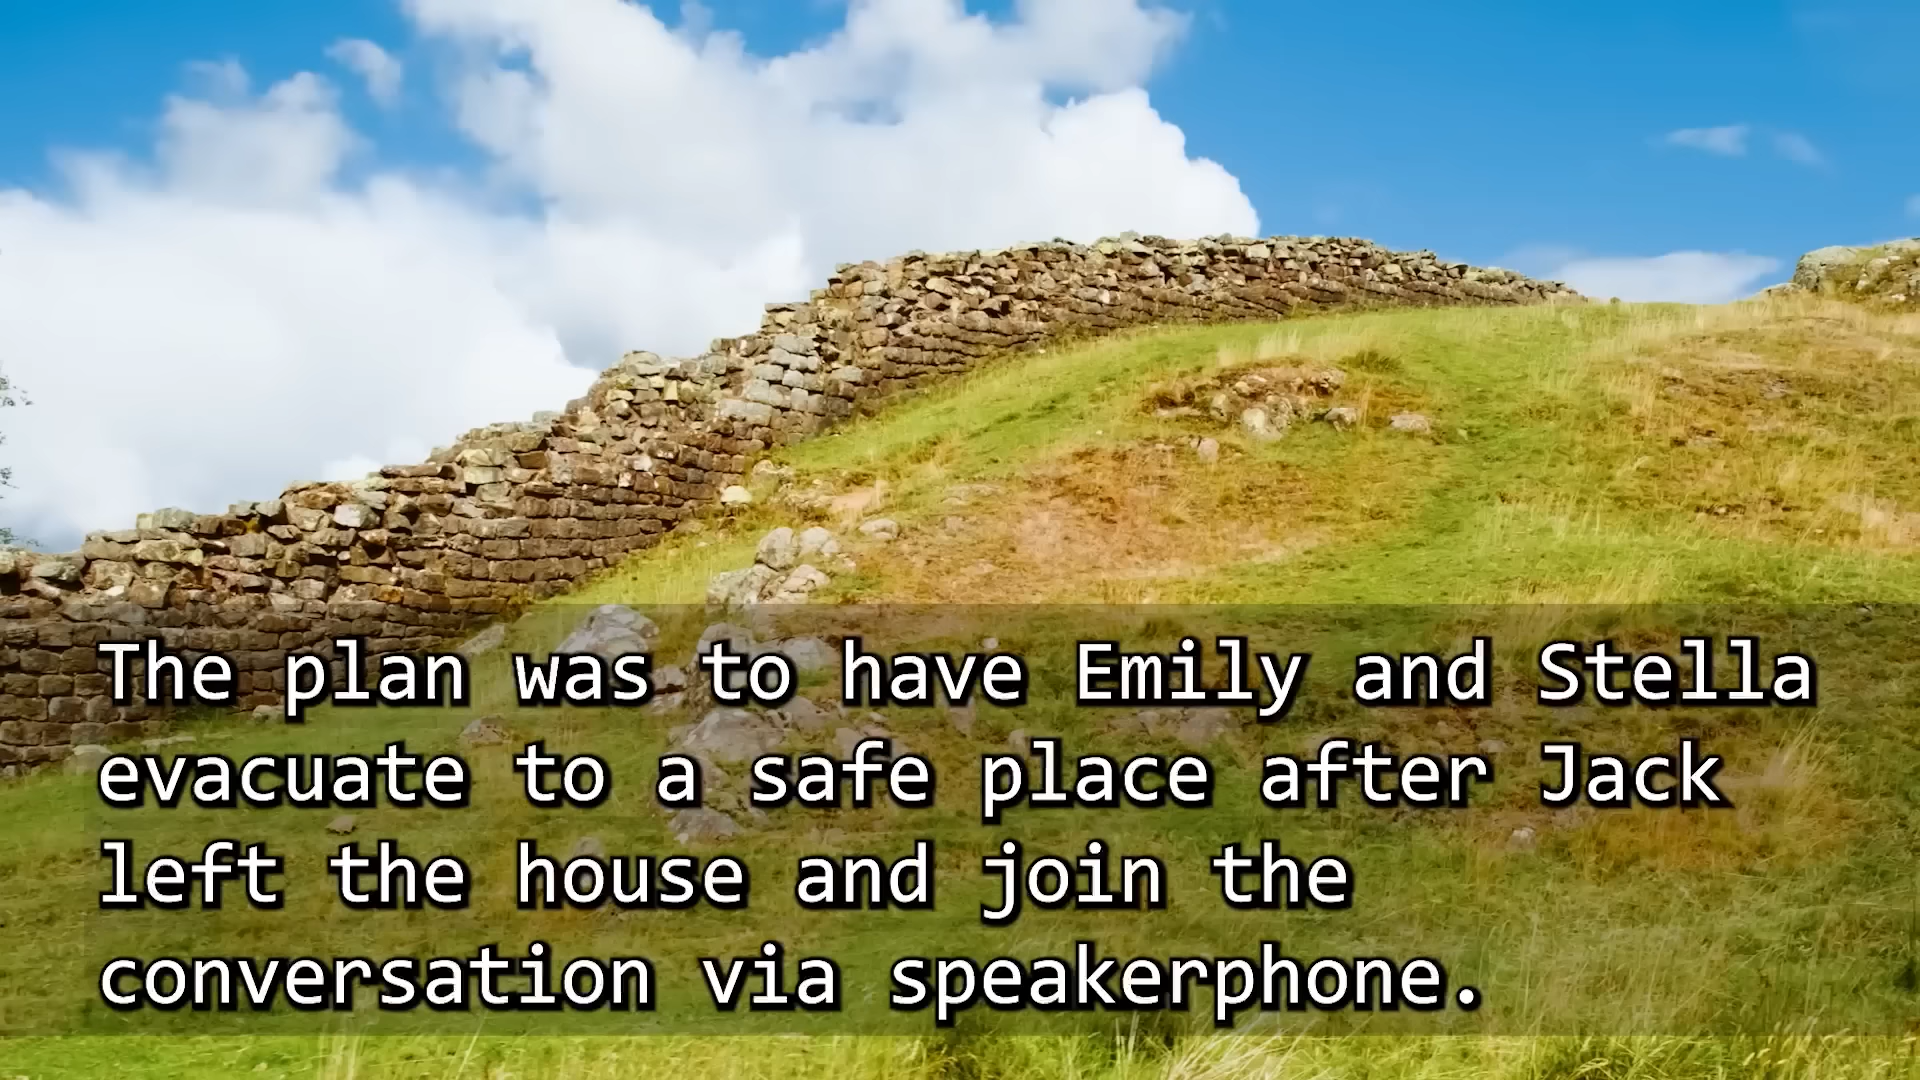 The plan was to have Emily and Stella
evacuate to a safe place after Jack
left the house and join the
conversation via speakerphone.